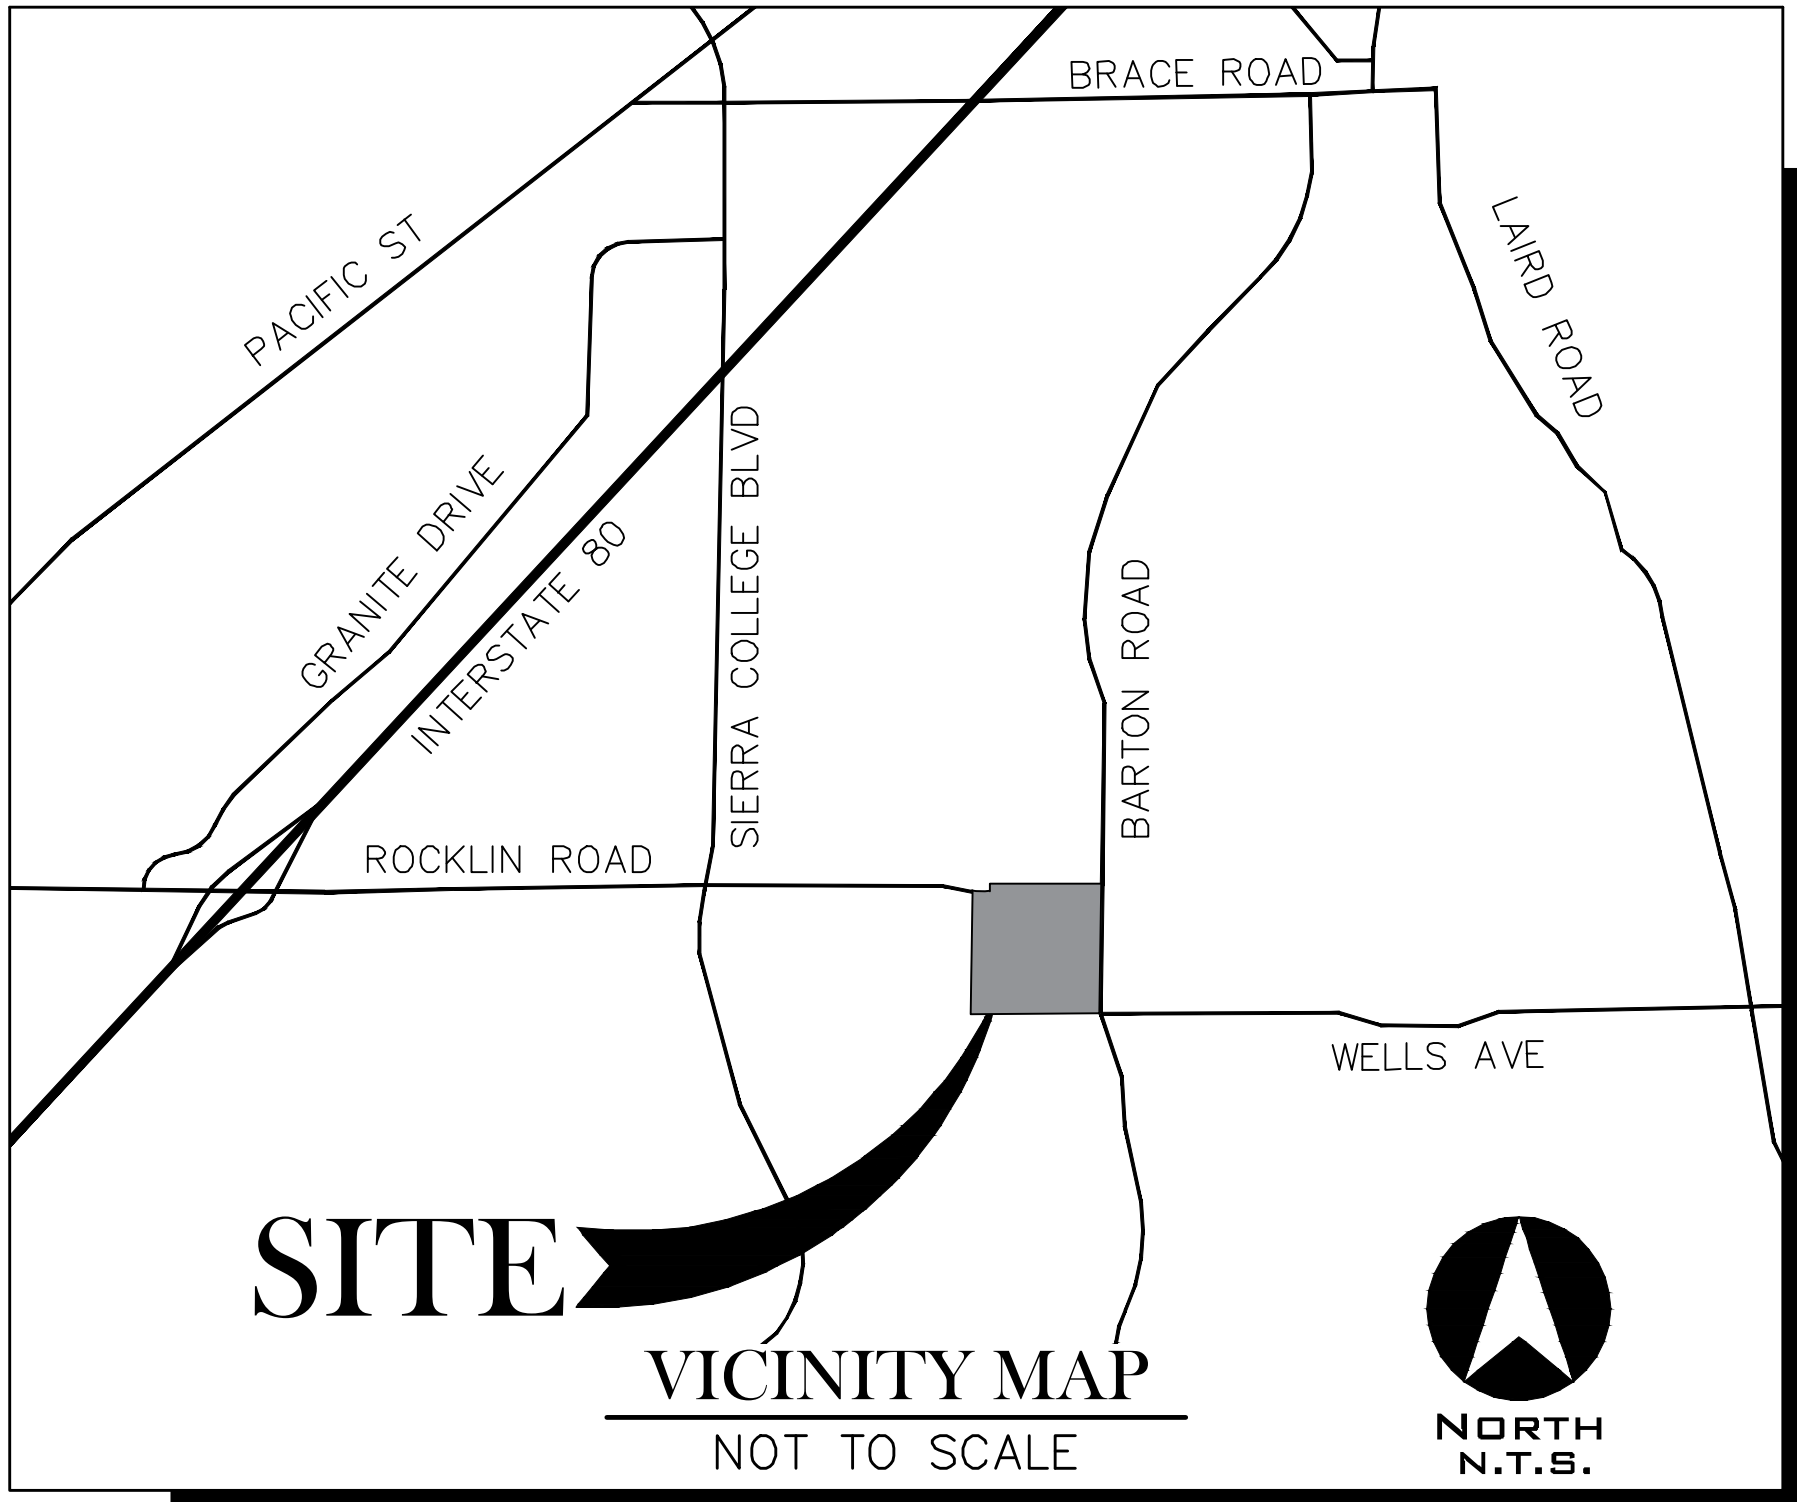 BRACE ROAD
PACIFIC ST
LAIRD ROAD
GRANITE DRIVE
INTERSTATE 80
SIERRA COLLEGE BLVD
BARTON ROAD
ROCKLIN ROAD
WELLS AVE
SITE
VICINITY MAP
NOT TO SCALE
NORTH
N.T.S.